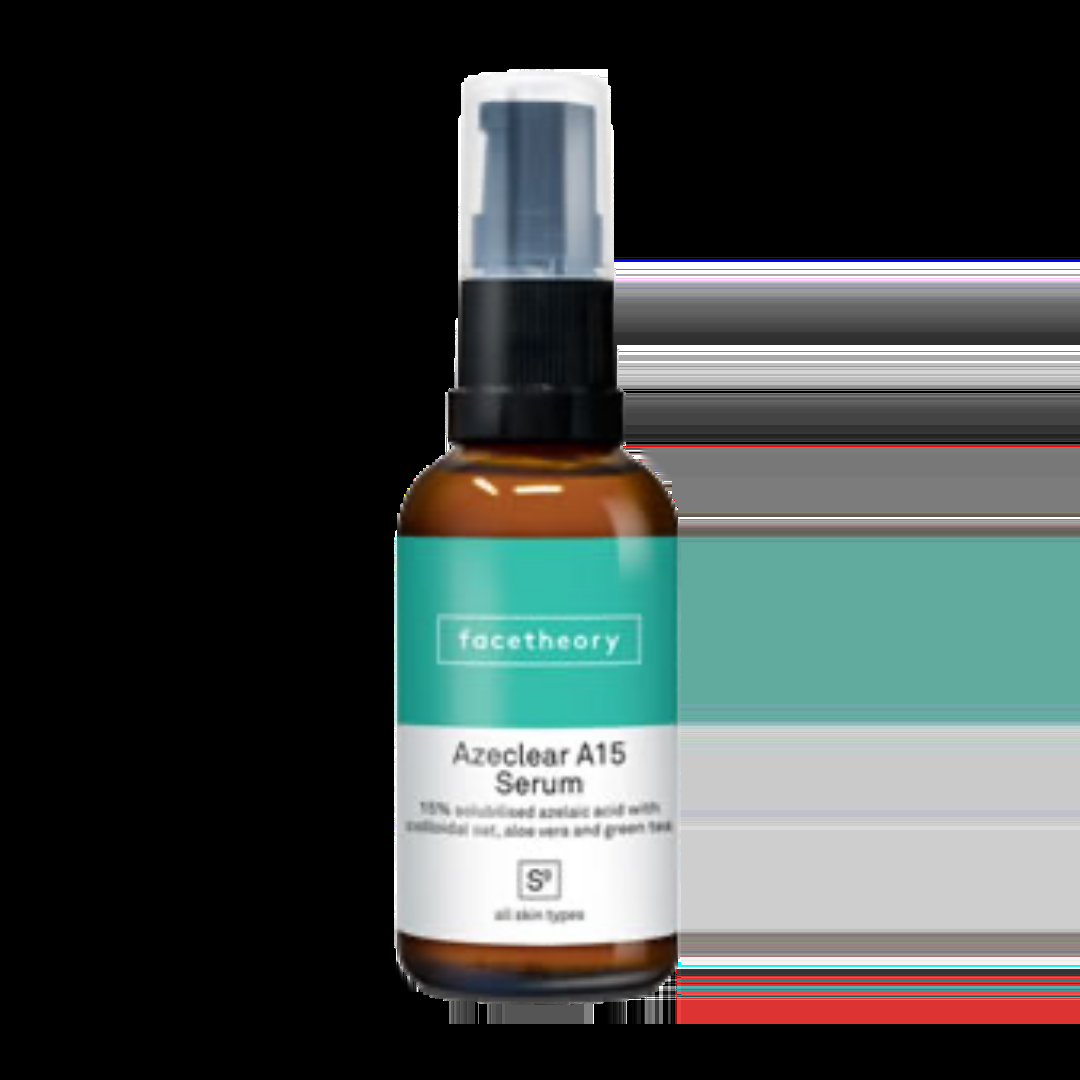 facetheory
Azeclear A15
Serum
15% solubilised azelaic acid with
colloidal oat, aloe vera and green tea
S9
all skin types